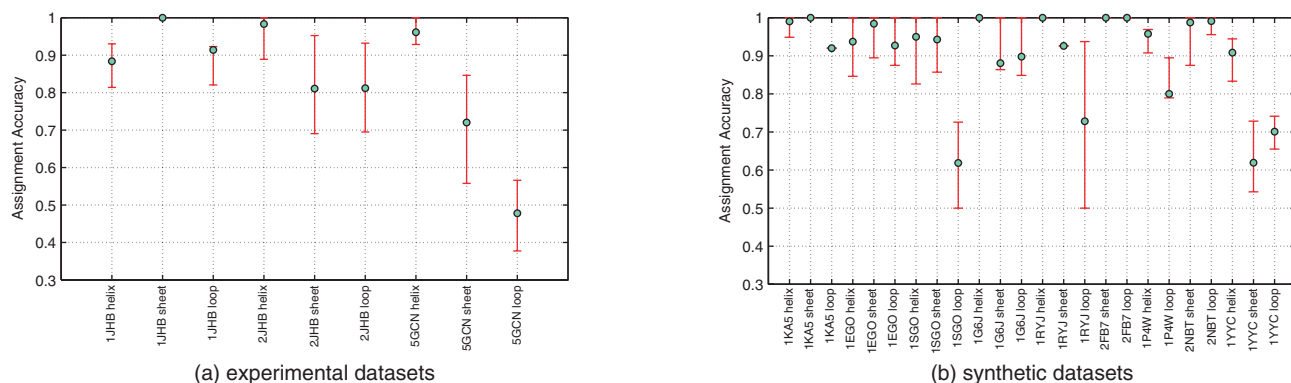 1
0.9
0.8
0.7
0.6
0.5
0.4
0.3
Assignment Accuracy
1JHB helix
1JHB sheet
1JHB loop
2JHB helix
2JHB sheet
2JHB loop
5GCN helix
5GCN sheet
5GCN loop
(a) experimental datasets
1
0.9
0.8
0.7
0.6
0.5
0.4
0.3
Assignment Accuracy
1KA5 helix
1KA5 sheet
1KA5 loop
1EGO helix
1EGO sheet
1EGO loop
1SGO helix
1SGO sheet
1SGO loop
1G6J helix
1G6J sheet
1G6J loop
1RYJ helix
1RYJ sheet
1RYJ loop
2FB7 sheet
2FB7 loop
1P4W helix
1P4W loop
2NBT sheet
2NBT loop
1YYC helix
1YYC sheet
1YYC loop
(b) synthetic datasets